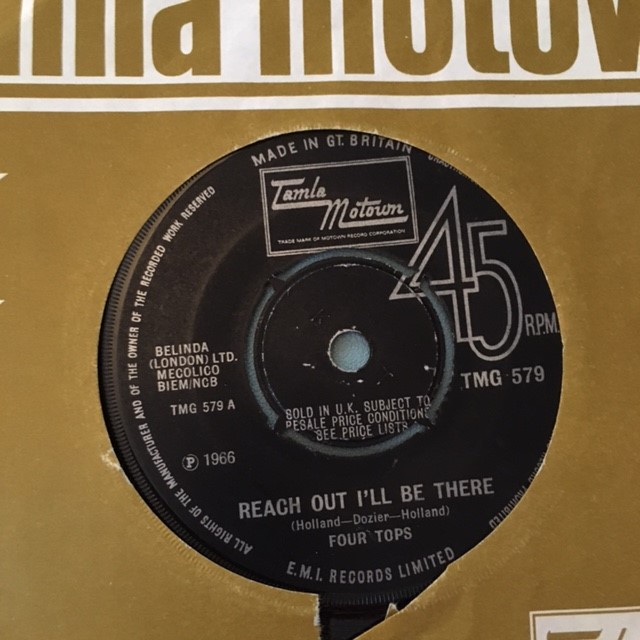 MADE IN GT. BRITAIN
Tamla
Motown
TRADE MARK OF MOTOWN RECORD CORPORATION
45
R.P.M.
ALL RIGHTS OF THE MANUFACTURER AND OF THE OWNER OF THE RECORDED WORK RESERVED
BELINDA
(LONDON) LTD.
MECOLICO
BIEM/NCB
TMG 579
TMG 579 A
SOLD IN U.K. SUBJECT TO
RESALE PRICE CONDITIONS
SEE PRICE LISTS
Ⓟ 1966
REACH OUT I'LL BE THERE
(Holland—Dozier—Holland)
FOUR TOPS
E.M.I. RECORDS LIMITED